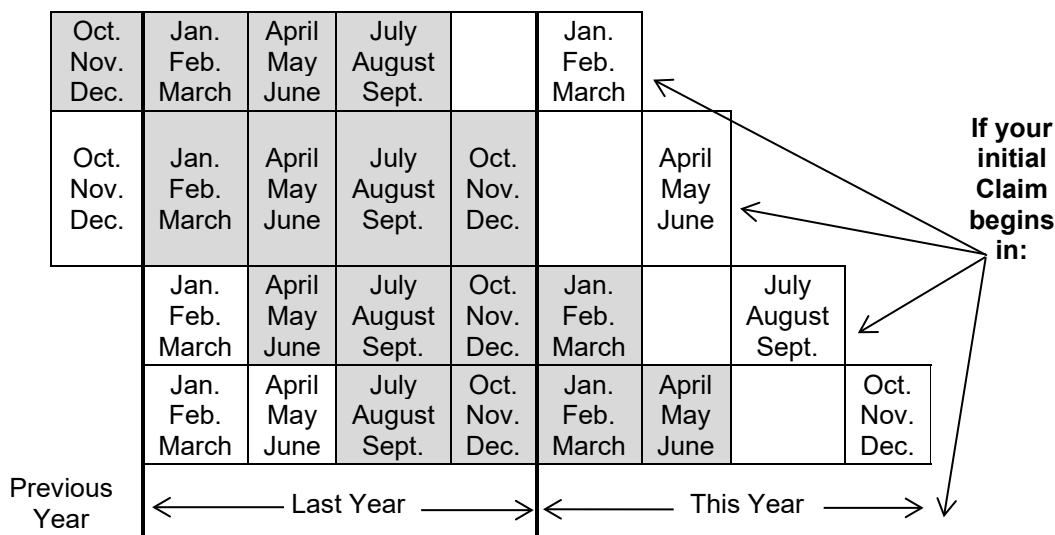 Oct.
Nov.
Dec.
Jan.
Feb.
March
April
May
June
July
August
Sept.
Jan.
Feb.
March
Oct.
Nov.
Dec.
Jan.
Feb.
March
April
May
June
July
August
Sept.
Oct.
Nov.
Dec.
April
May
June
If your
initial
Claim
begins
in:
Jan.
Feb.
March
April
May
June
July
August
Sept.
Oct.
Nov.
Dec.
Jan.
Feb.
March
July
August
Sept.
Jan.
Feb.
March
April
May
June
July
August
Sept.
Oct.
Nov.
Dec.
Jan.
Feb.
March
April
May
June
Oct.
Nov.
Dec.
Previous
Year
Last Year
This Year